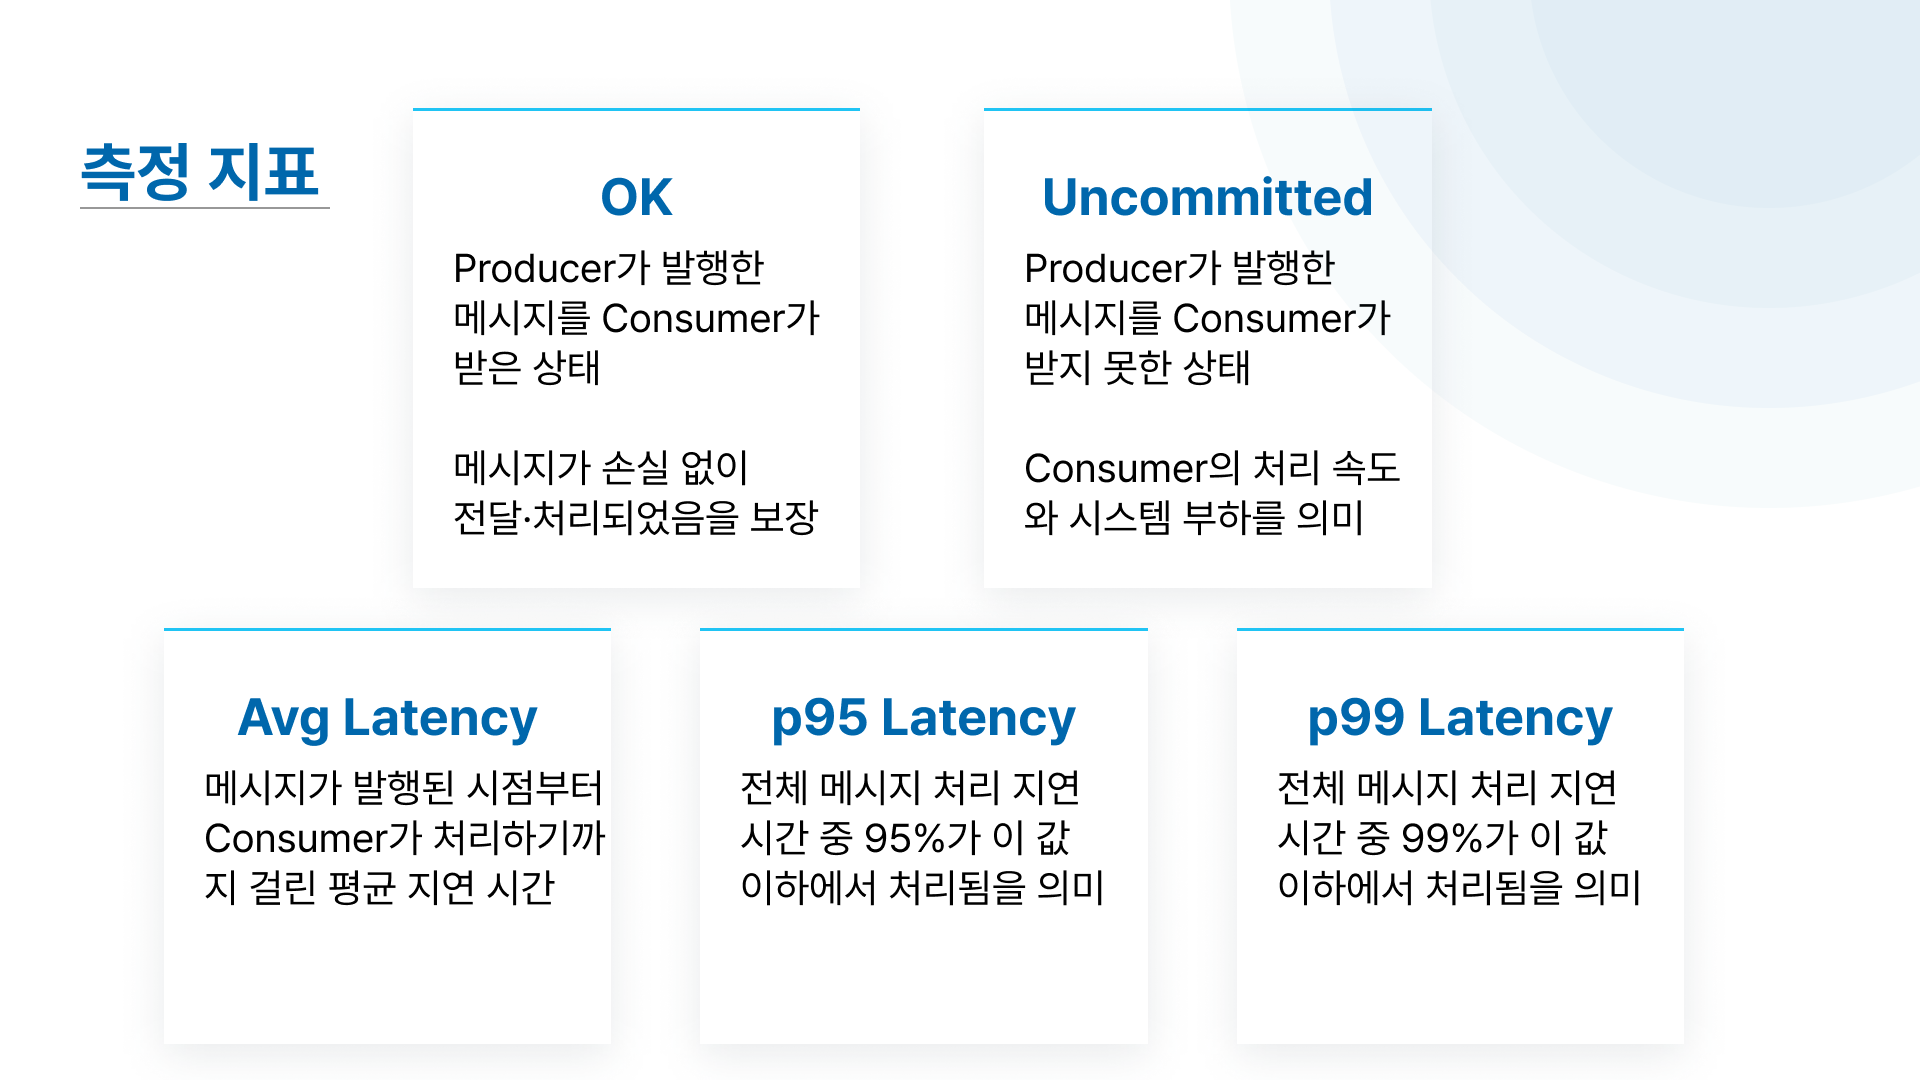 측정 지표
OK
Producer가 발행한
메시지를 Consumer가
받은 상태
메시지가 손실 없이
전달·처리되었음을 보장
Uncommitted
Producer가 발행한
메시지를 Consumer가
받지 못한 상태
Consumer의 처리 속도
와 시스템 부하를 의미
Avg Latency
메시지가 발행된 시점부터
Consumer가 처리하기까
지 걸린 평균 지연 시간
p95 Latency
전체 메시지 처리 지연
시간 중 95%가 이 값
이하에서 처리됨을 의미
p99 Latency
전체 메시지 처리 지연
시간 중 99%가 이 값
이하에서 처리됨을 의미